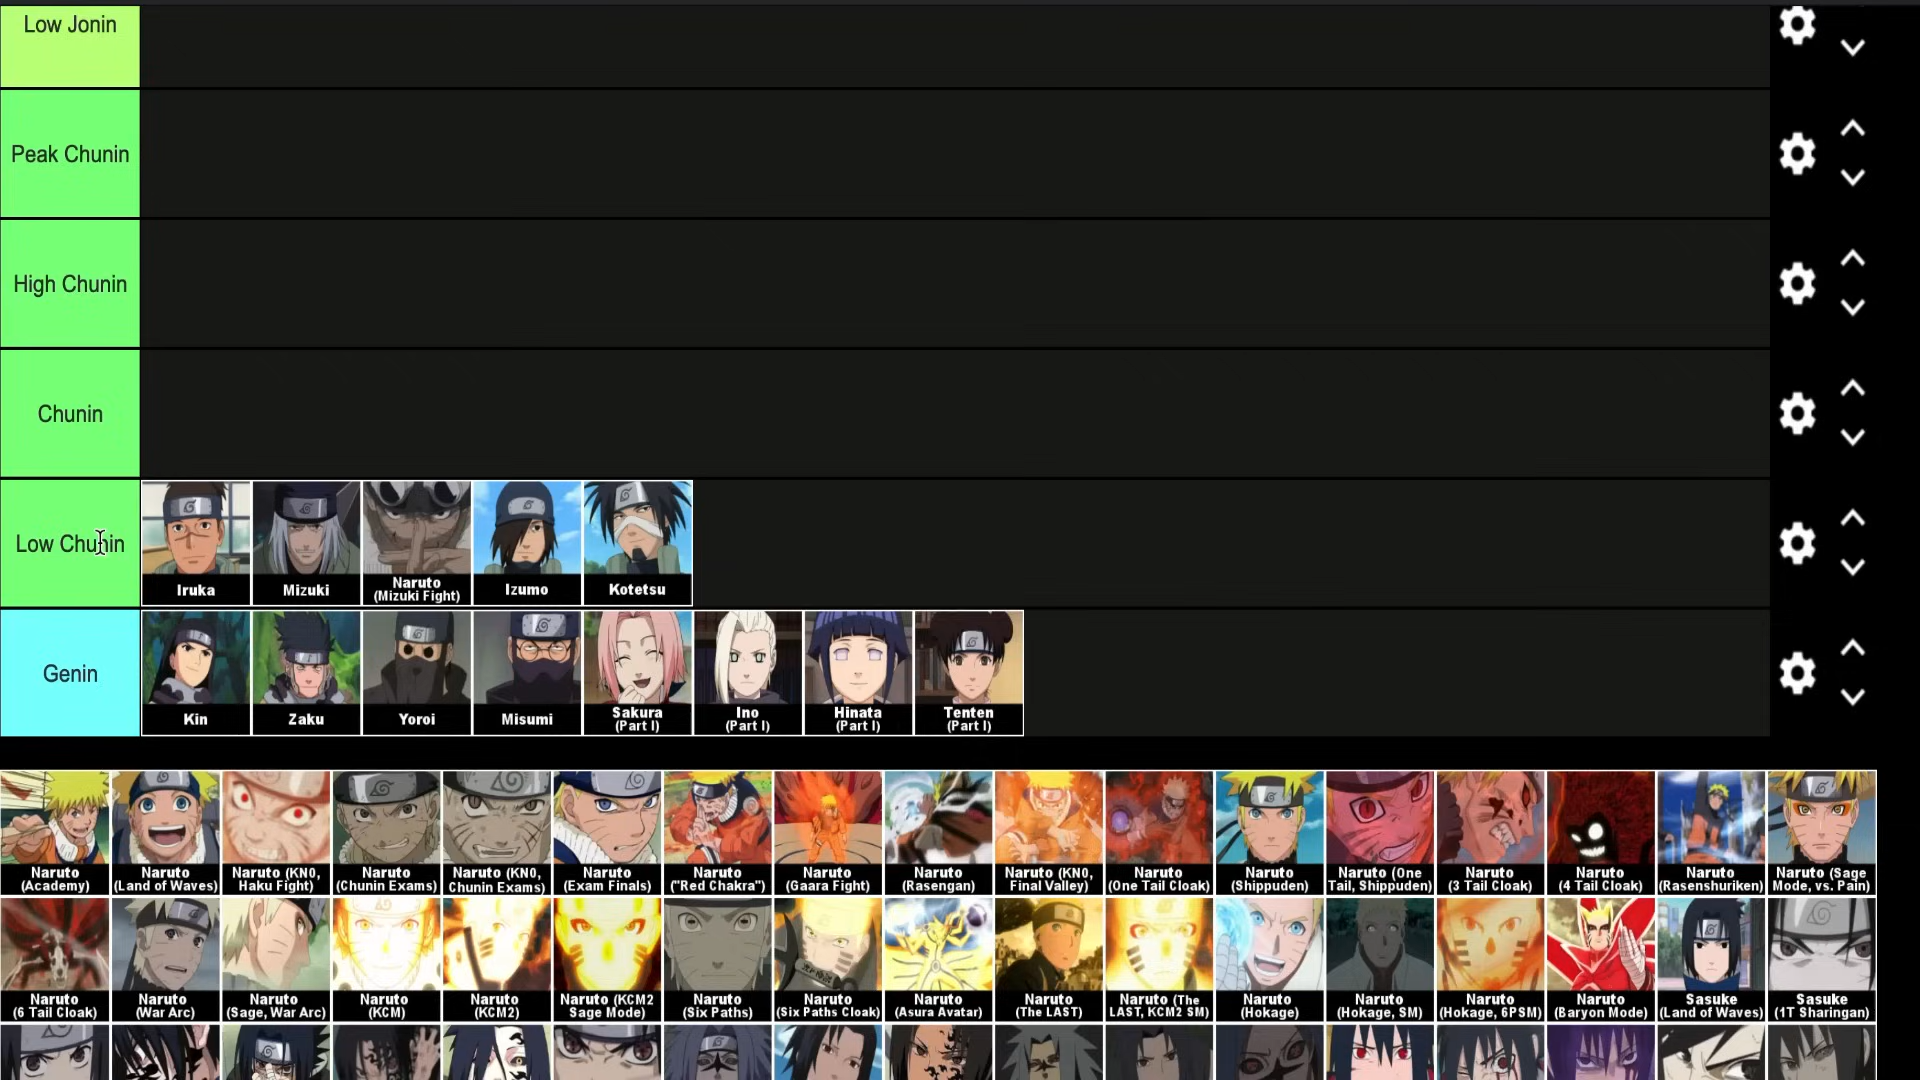 Low Jonin
Peak Chunin
High Chunin
Chunin
Low Chunin
Iruka
Mizuki
Naruto
(Mizuki Fight)
Izumo
Kotetsu
Genin
Kin
Zaku
Yoroi
Misumi
Sakura
(Part I)
Ino
(Part I)
Hinata
(Part I)
Tenten
(Part I)
Naruto
(Academy)
Naruto
(Land of Waves)
Naruto (KN0,
Haku Fight)
Naruto
(Chunin Exams)
Naruto (KN0,
Chunin Exams)
Naruto
(Exam Finals)
Naruto
("Red Chakra")
Naruto
(Gaara Fight)
Naruto
(Rasengan)
Naruto (KN0,
Final Valley)
Naruto
(One Tail Cloak)
Naruto
(Shippuden)
Naruto (One
Tail, Shippuden)
Naruto
(3 Tail Cloak)
Naruto
(4 Tail Cloak)
Naruto
(Rasenshuriken)
Naruto (Sage
Mode, vs. Pain)
Naruto
(6 Tail Cloak)
Naruto
(War Arc)
Naruto
(Sage, War Arc)
Naruto
(KCM)
Naruto
(KCM2)
Naruto (KCM2
Sage Mode)
Naruto
(Six Paths)
Naruto
(Six Paths Cloak)
Naruto
(Asura Avatar)
Naruto
(The LAST)
Naruto (The
LAST, KCM2 SM)
Naruto
(Hokage)
Naruto
(Hokage, SM)
Naruto
(Hokage, 6PSM)
Naruto
(Baryon Mode)
Sasuke
(Land of Waves)
Sasuke
(1T Sharingan)